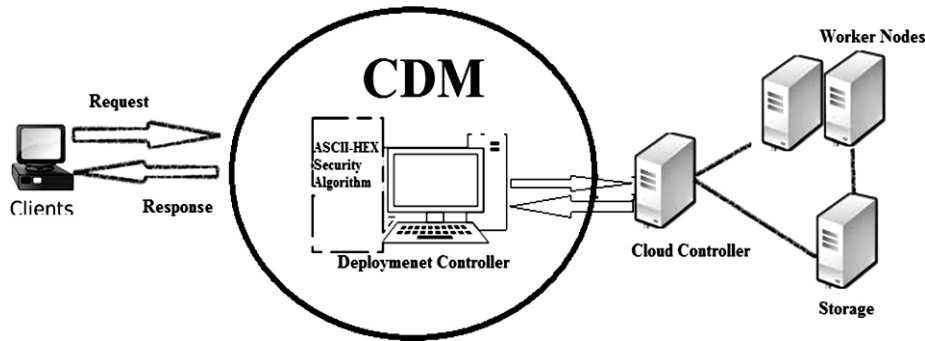 Worker Nodes
CDM
Request
ASCII-HEX
Security
Algorithm
Clients
Response
Cloud Controller
Deploymenet Controller
Storage